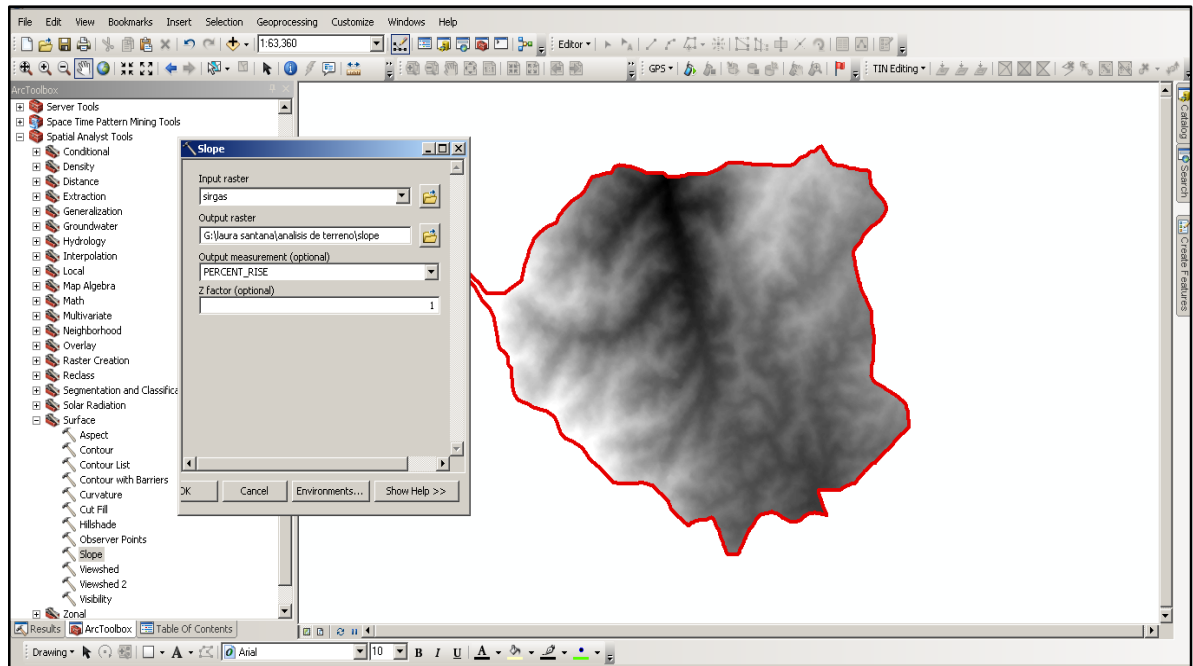 File Edit View Bookmarks Insert Selection Geoprocessing Customize Windows Help
1:63,360
Editor
GPS
TIN Editing
ArcToolbox
Server Tools
Space Time Pattern Mining Tools
Spatial Analyst Tools
Conditional
Density
Distance
Extraction
Generalization
Groundwater
Hydrology
Interpolation
Local
Map Algebra
Math
Multivariate
Neighborhood
Overlay
Raster Creation
Reclass
Segmentation and Classifica
Solar Radiation
Surface
Aspect
Contour
Contour List
Contour with Barriers
Curvature
Cut Fill
Hillshade
Observer Points
Slope
Viewshed
Viewshed 2
Visibility
Zonal
Slope
Input raster
sirgas
Output raster
G:\laura santana\analisis de terreno\slope
Output measurement (optional)
PERCENT_RISE
Z factor (optional)
1
OK Cancel Environments... Show Help >>
Catalog
Search
Create Features
Results ArcToolbox Table Of Contents
Drawing A Arial 10 B I U A